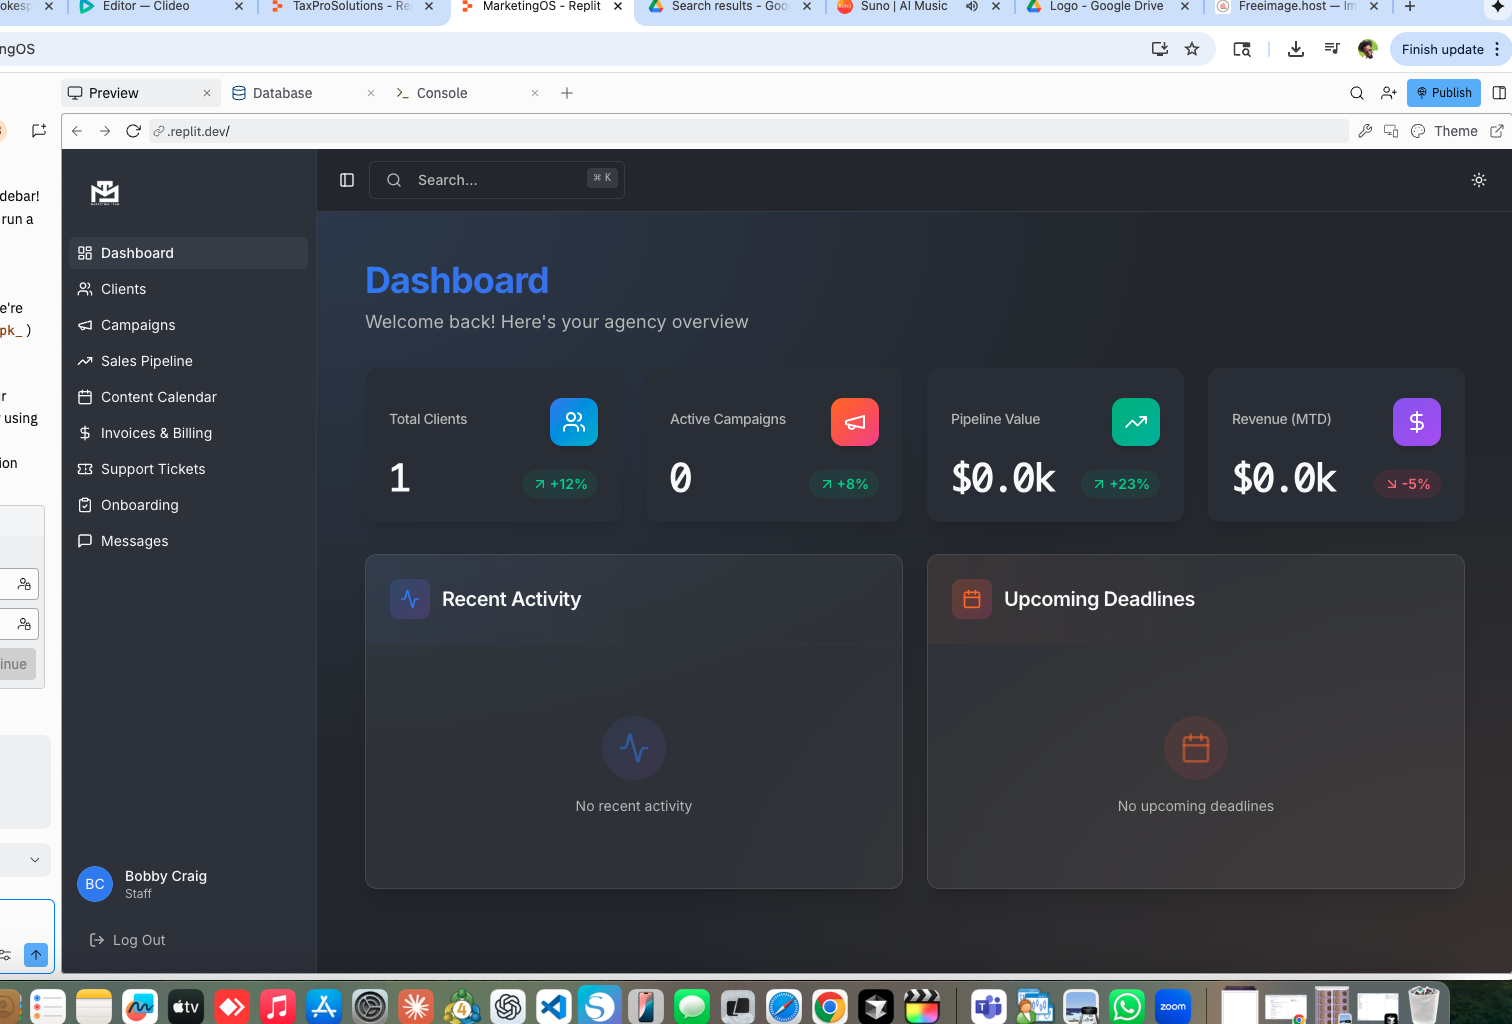 Editor — Clideo
TaxProSolutions - Re
MarketingOS - Replit
Search results - Goo
Suno | AI Music
Logo - Google Drive
Freeimage.host — Im
ngOS
Finish update
Preview
Database
Console
Publish
.replit.dev/
Theme
debar!
run a
e're
pk_ )
r
using
ion
inue
Search...
⌘ K
Dashboard
Clients
Campaigns
Sales Pipeline
Content Calendar
Invoices & Billing
Support Tickets
Onboarding
Messages
BC
Bobby Craig
Staff
Log Out
Dashboard
Welcome back! Here's your agency overview
Total Clients
1
+12%
Active Campaigns
0
+8%
Pipeline Value
$0.0k
+23%
Revenue (MTD)
$0.0k
-5%
Recent Activity
No recent activity
Upcoming Deadlines
No upcoming deadlines
tv
zoom